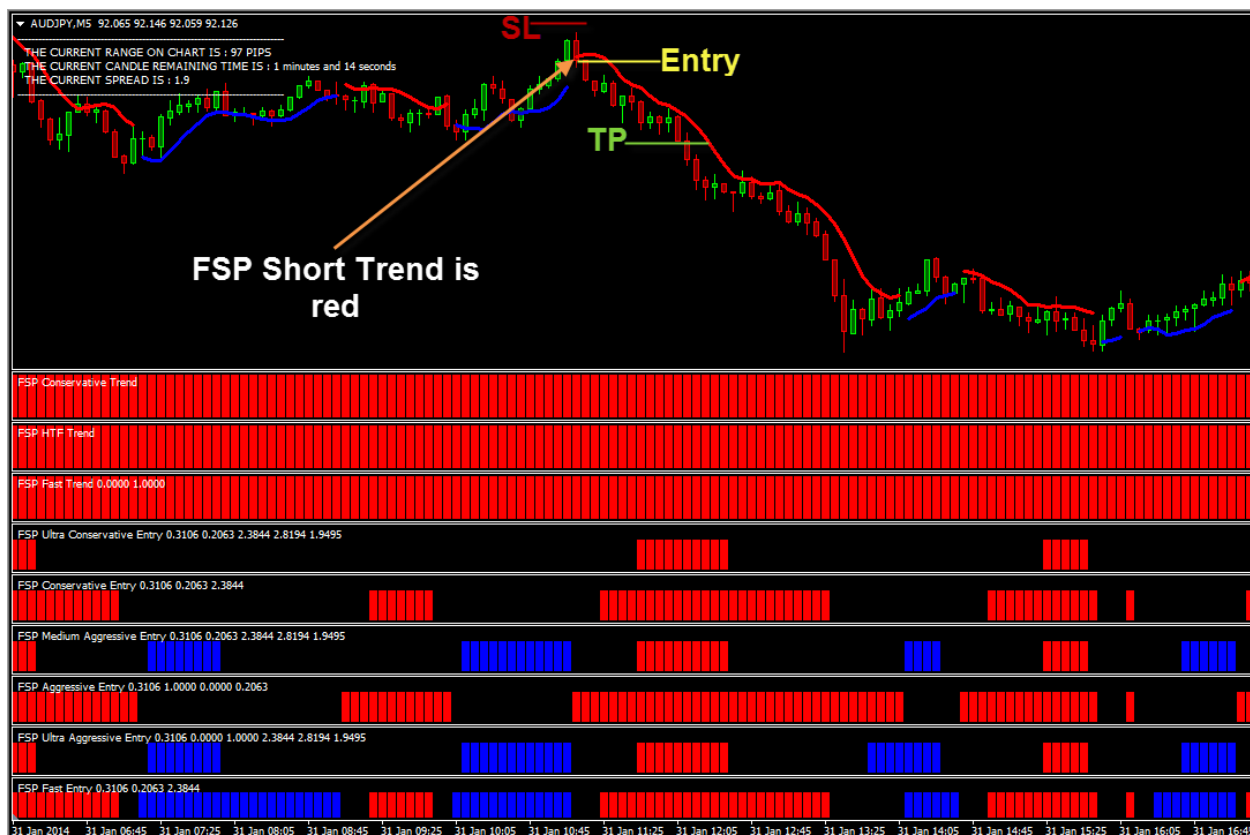 AUDJPY,M5 92.065 92.146 92.059 92.126
SL
THE CURRENT RANGE ON CHART IS : 97 PIPS
THE CURRENT CANDLE REMAINING TIME IS : 1 minutes and 14 seconds
THE CURRENT SPREAD IS : 1.9
Entry
TP
FSP Short Trend is
red
FSP Conservative Trend
FSP HTF Trend
FSP Fast Trend 0.0000 1.0000
FSP Ultra Conservative Entry 0.3106 0.2063 2.3844 2.8194 1.9495
FSP Conservative Entry 0.3106 0.2063 2.3844
FSP Medium Aggressive Entry 0.3106 0.2063 2.3844 2.8194 1.9495
FSP Aggressive Entry 0.3106 1.0000 0.0000 0.2063
FSP Ultra Aggressive Entry 0.3106 0.0000 1.0000 2.3844 2.8194 1.9495
FSP Fast Entry 0.3106 0.2063 2.3844
31 Jan 2014 31 Jan 06:45 31 Jan 07:25 31 Jan 08:05 31 Jan 08:45 31 Jan 09:25 31 Jan 10:05 31 Jan 10:45 31 Jan 11:25 31 Jan 12:05 31 Jan 12:45 31 Jan 13:25 31 Jan 14:05 31 Jan 14:45 31 Jan 15:25 31 Jan 16:05 31 Jan 16:4